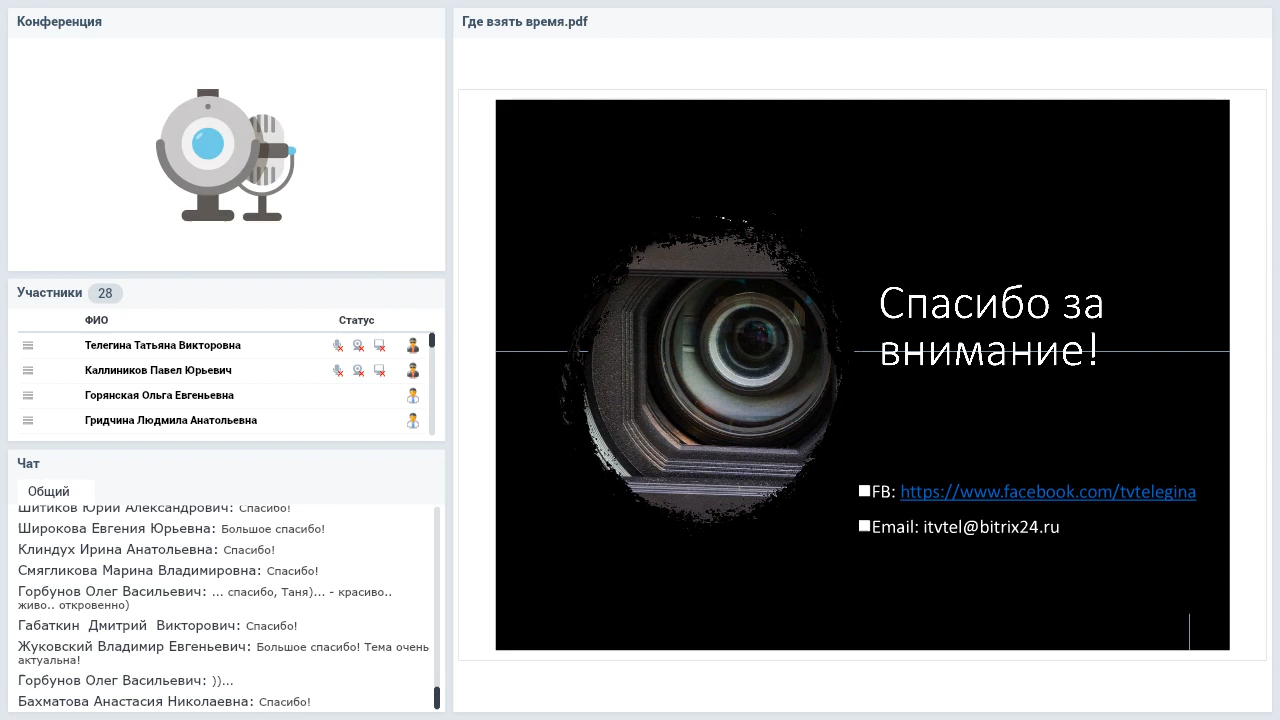 Конференция
Участники 28
ФИО Статус
Телегина Татьяна Викторовна
Каллиников Павел Юрьевич
Горянская Ольга Евгеньевна
Гридчина Людмила Анатольевна
Чат
Общий
Шитиков Юрий Александрович: Спасибо!
Широкова Евгения Юрьевна: Большое спасибо!
Клиндух Ирина Анатольевна: Спасибо!
Смягликова Марина Владимировна: Спасибо!
Горбунов Олег Васильевич: ... спасибо, Таня)... - красиво..
живо.. откровенно)
Габаткин Дмитрий Викторович: Спасибо!
Жуковский Владимир Евгеньевич: Большое спасибо! Тема очень
актуальна!
Горбунов Олег Васильевич: ))...
Бахматова Анастасия Николаевна: Спасибо!
Где взять время.pdf
Спасибо за
внимание!
FB: https://www.facebook.com/tvtelegina
Email: itvtel@bitrix24.ru